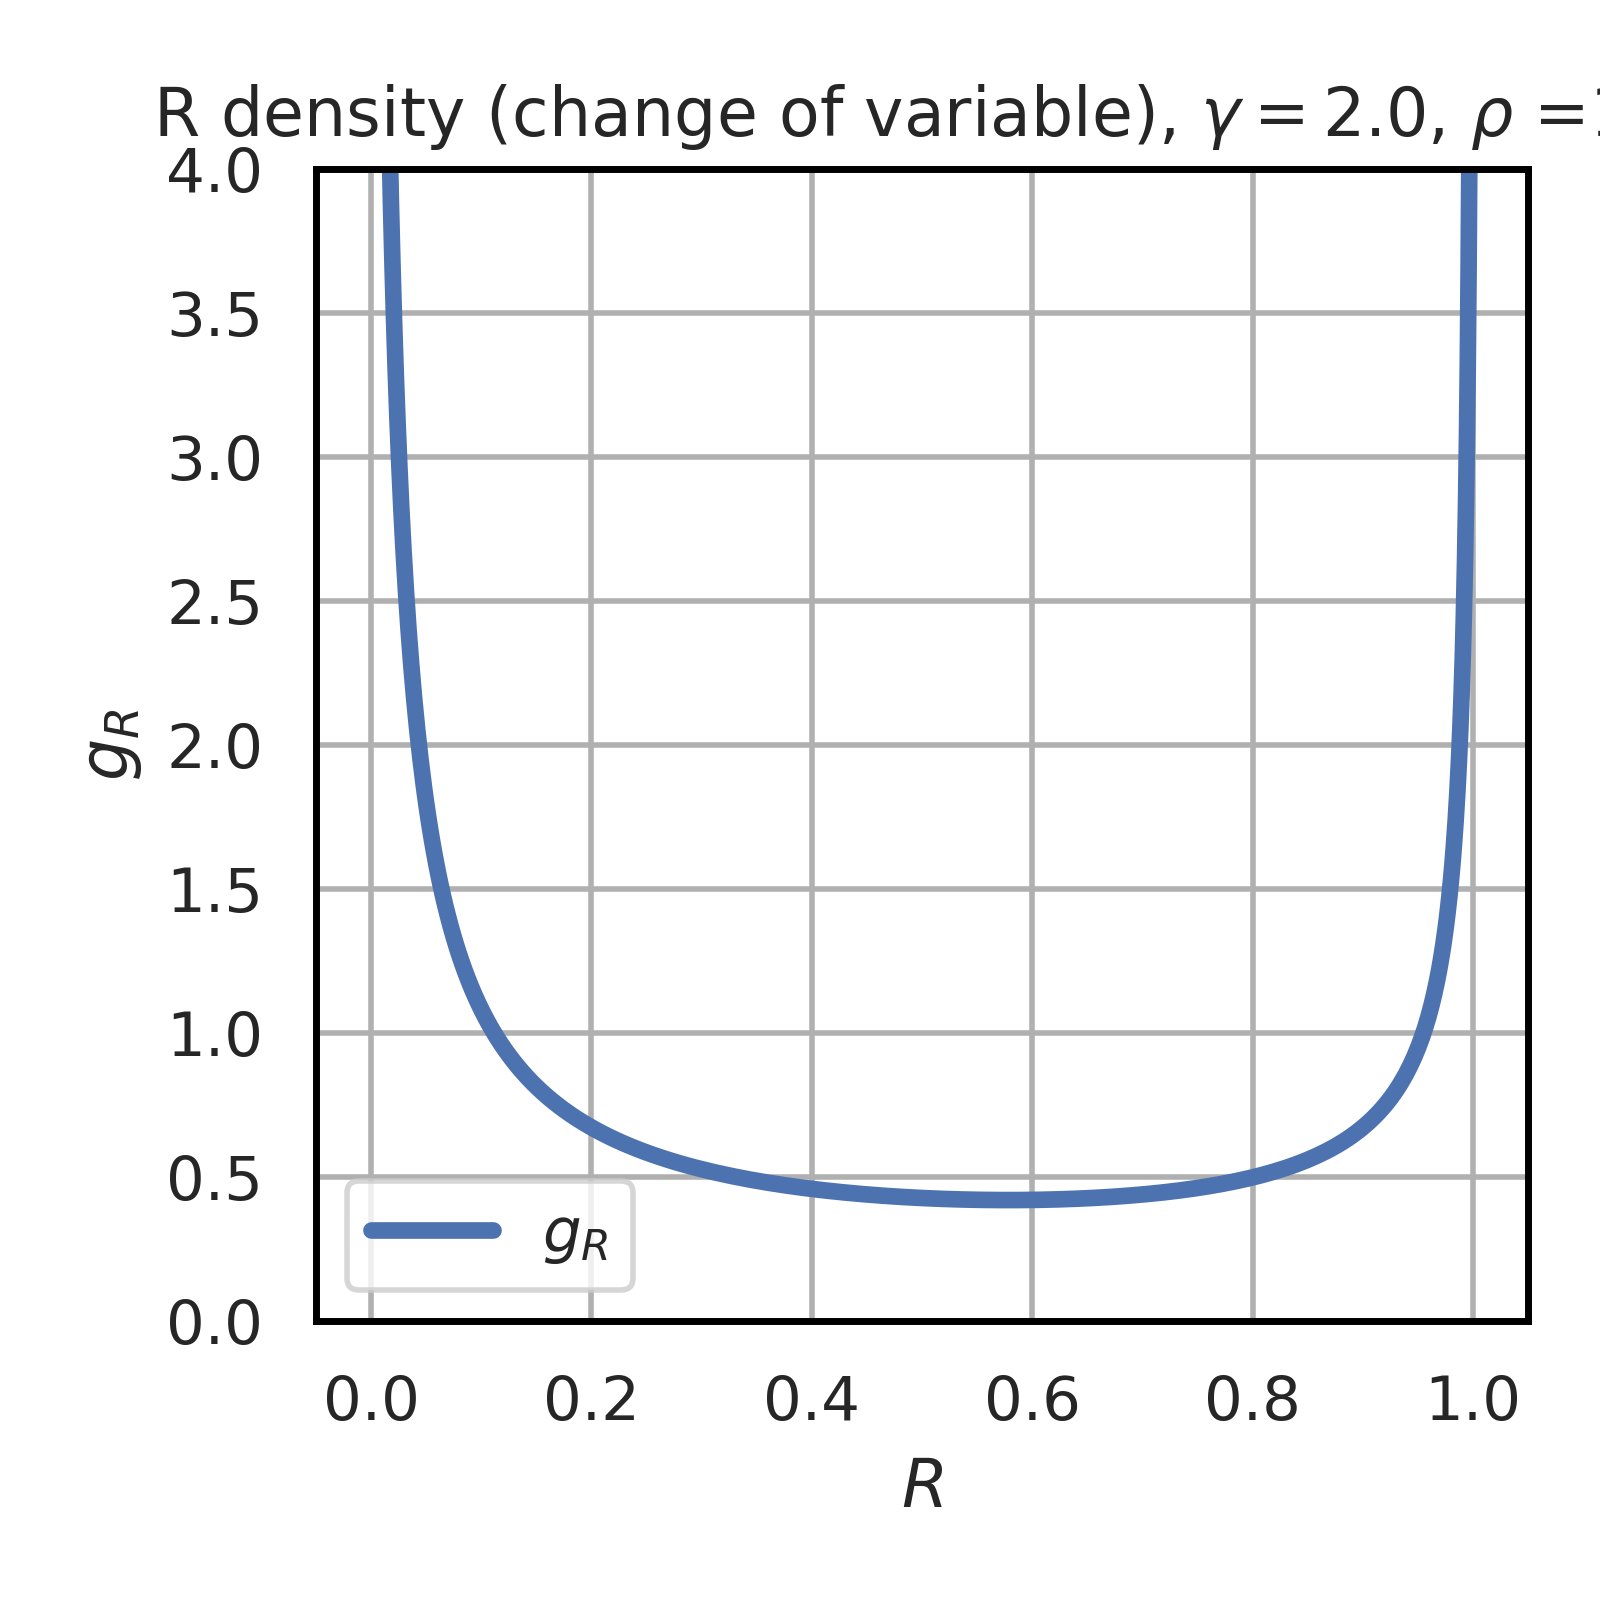 R density (change of variable), γ = 2.0, ρ =
4.0
3.5
3.0
2.5
2.0
1.5
1.0
0.5
0.0
g_R
g_R
0.0 0.2 0.4 0.6 0.8 1.0
R